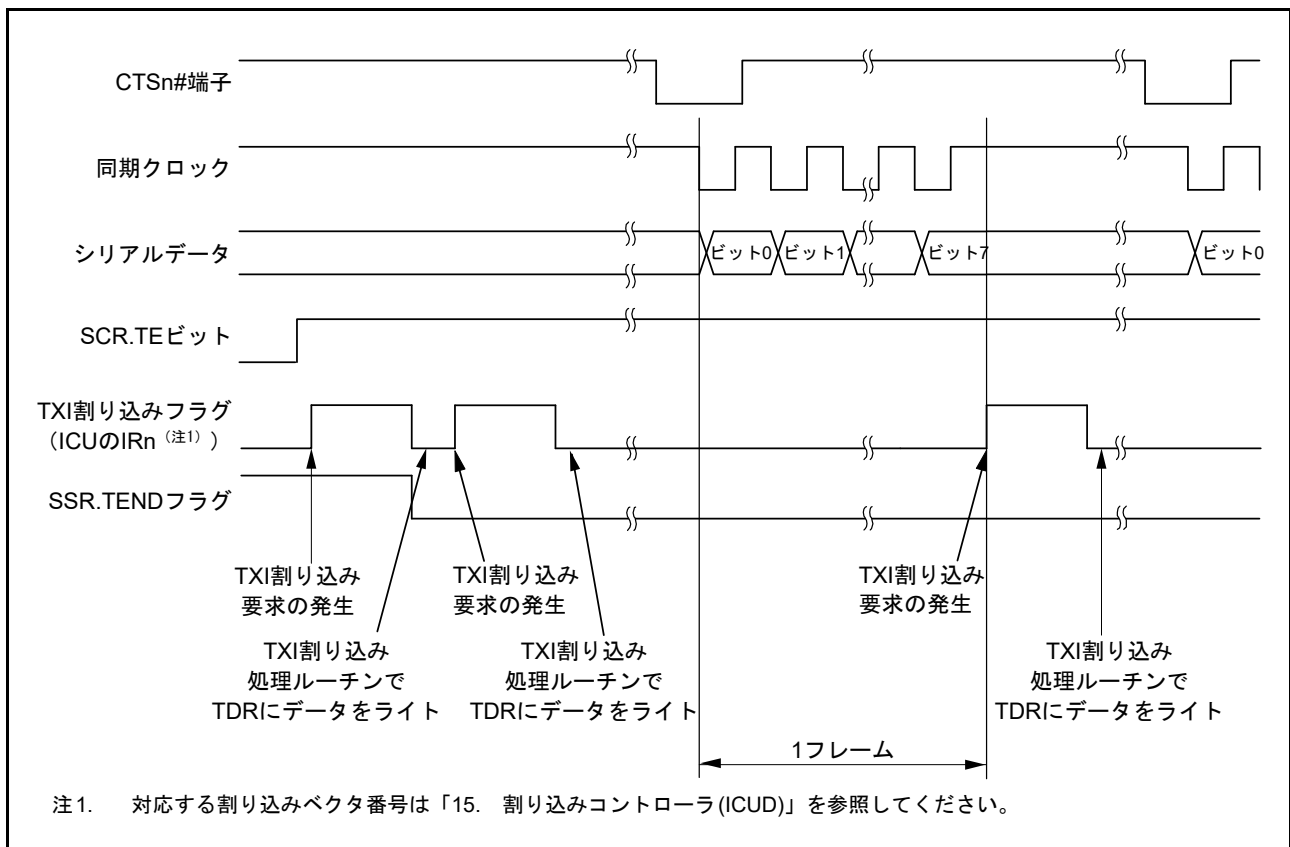 CTSn#端子
同期クロック
シリアルデータ
ビット0
ビット1
ビット7
ビット0
SCR.TEビット
TXI割り込みフラグ
（ICUのIRn（注1））
SSR.TENDフラグ
TXI割り込み
要求の発生
TXI割り込み
処理ルーチンで
TDRにデータをライト
TXI割り込み
要求の発生
TXI割り込み
処理ルーチンで
TDRにデータをライト
TXI割り込み
要求の発生
TXI割り込み
処理ルーチンで
TDRにデータをライト
1フレーム
注1. 対応する割り込みベクタ番号は「15. 割り込みコントローラ(ICUD)」を参照してください。